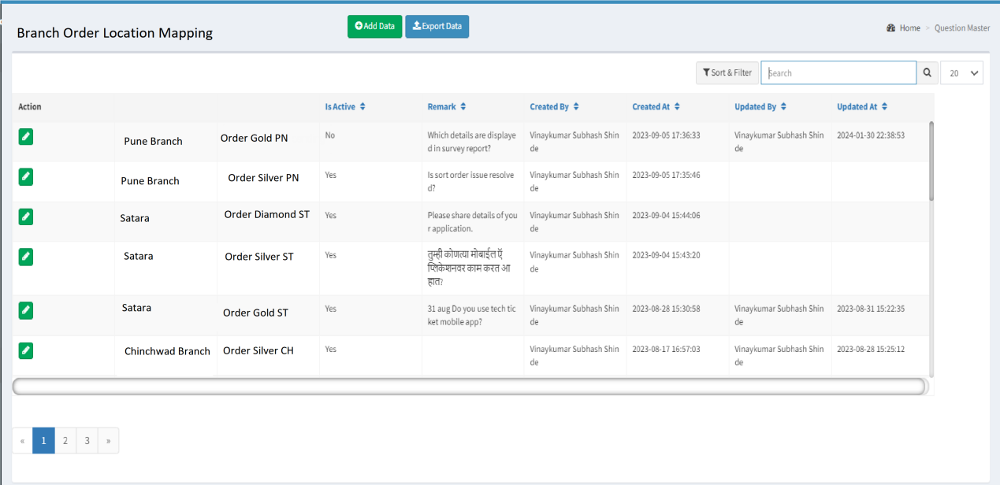 Add Data Export Data
Branch Order Location Mapping
Home > Question Master
Sort & Filter Search 20
Action Is Active Remark Created By Created At Updated By Updated At
Pune Branch Order Gold PN No Which details are displaye Vinaykumar Subhash Shin 2023-09-05 17:36:33 Vinaykumar Subhash Shin 2024-01-30 22:38:53
d in survey report? de de
Pune Branch Order Silver PN Yes Is sort order issue resolve Vinaykumar Subhash Shin 2023-09-05 17:35:46
d? de
Satara Order Diamond ST Yes Please share details of you Vinaykumar Subhash Shin 2023-09-04 15:44:06
r application. de
Satara Order Silver ST Yes तुम्ही कोणत्या मोबाईल ऍ Vinaykumar Subhash Shin 2023-09-04 15:43:20
प्लिकेशनवर काम करत आ de
हात?
Satara Order Gold ST Yes 31 aug Do you use tech tic Vinaykumar Subhash Shin 2023-08-28 15:30:58 Vinaykumar Subhash Shin 2023-08-31 15:22:35
ket mobile app? de de
Chinchwad Branch Order Silver CH Yes Vinaykumar Subhash Shin 2023-08-17 16:57:03 Vinaykumar Subhash Shin 2023-08-28 15:25:12
de de
« 1 2 3 »